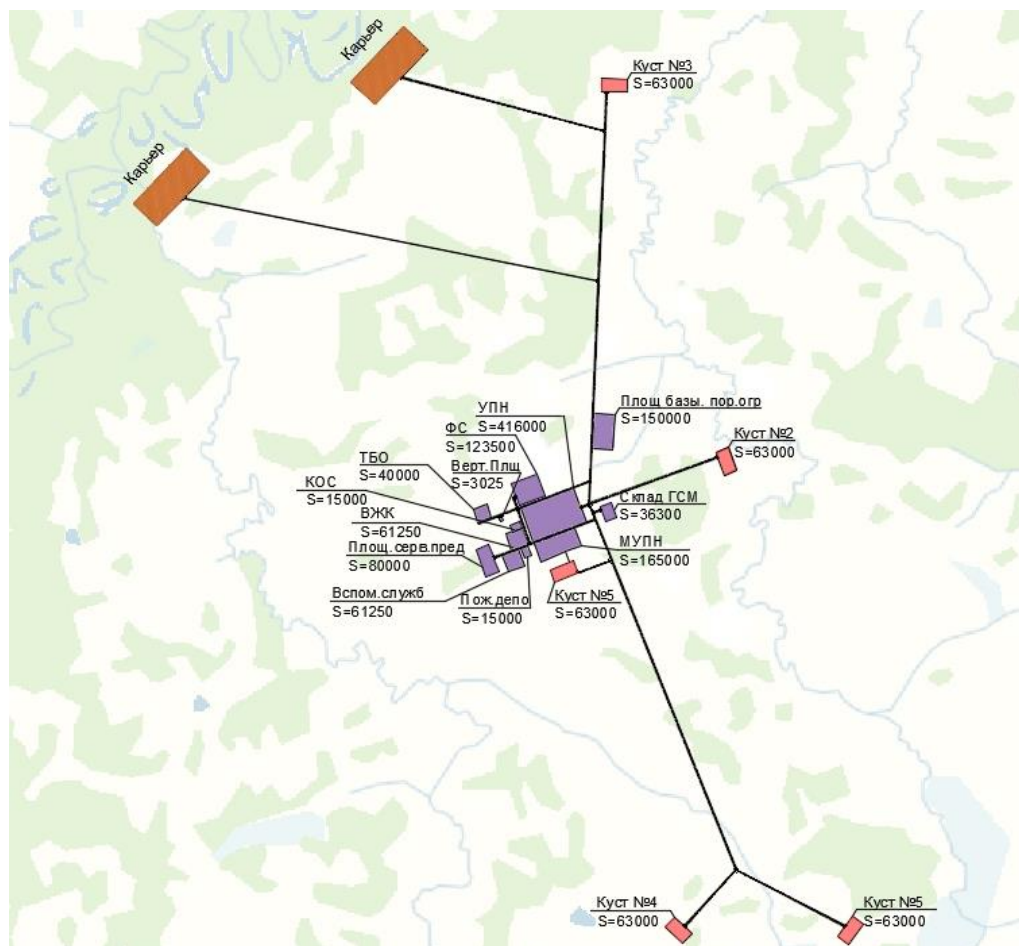 Карьер
Куст №3
S=63000
Карьер
Площ базы. пор.огр
S=150000
УПН
S=416000
ФС
S=123500
Куст №2
S=63000
ТБО
S=40000
Верт.Плщ
S=3025
КОС
S=15000
Склад ГСМ
S=36300
ВЖК
S=61250
МУПН
S=165000
Площ.серв.пред
S=80000
Вспом.служб
S=61250
Пож.депо
S=15000
Куст №5
S=63000
Куст №4
S=63000
Куст №5
S=63000